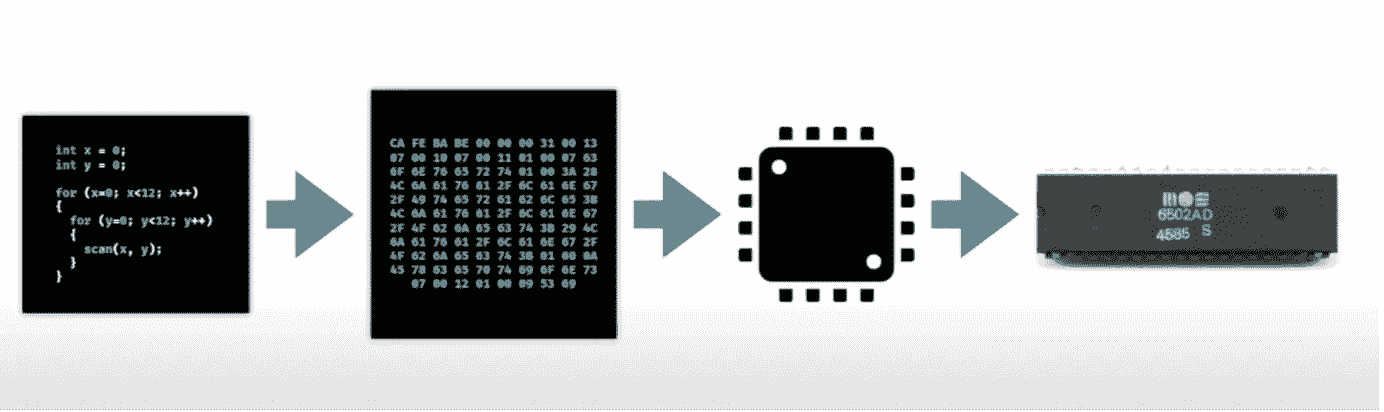 int x = 0;
int y = 0;
for (x=0; x<12; x++)
{
for (y=0; y<12; y++)
{
scan(x, y);
}
}
CA FE BA BE 00 00 00 31 00 13
07 00 10 07 00 11 01 00 07 63
6F 6E 76 65 72 74 01 00 3A 28
4C 6A 61 76 61 2F 6C 61 6E 67
2F 49 74 65 72 61 62 6C 65 3B
4C 6A 61 76 61 2F 6C 61 6E 67
2F 4F 62 6A 65 63 74 3B 29 4C
6A 61 76 61 2F 6C 61 6E 67 2F
4F 62 6A 65 63 74 3B 01 00 0A
45 78 63 65 70 74 69 6F 6E 73
07 00 12 01 00 09 53 69
mos
6502AD
4585 S